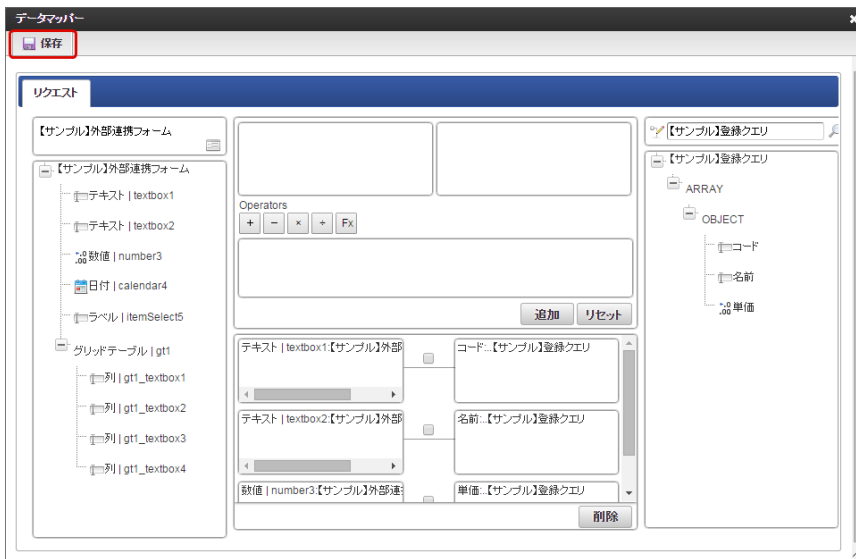 データマッパー
保存
リクエスト
【サンプル】外部連携フォーム
【サンプル】外部連携フォーム
テキスト | textbox1
テキスト | textbox2
数値 | number3
日付 | calendar4
ラベル | itemSelect5
グリッドテーブル | gt1
列 | gt1_textbox1
列 | gt1_textbox2
列 | gt1_textbox3
列 | gt1_textbox4
Operators
+ − × ÷ Fx
追加 リセット
テキスト | textbox1:【サンプル】外部
コード:..【サンプル】登録クエリ
テキスト | textbox2:【サンプル】外部
名前:..【サンプル】登録クエリ
数値 | number3:【サンプル】外部連
単価:..【サンプル】登録クエリ
削除
【サンプル】登録クエリ
【サンプル】登録クエリ
ARRAY
OBJECT
コード
名前
単価